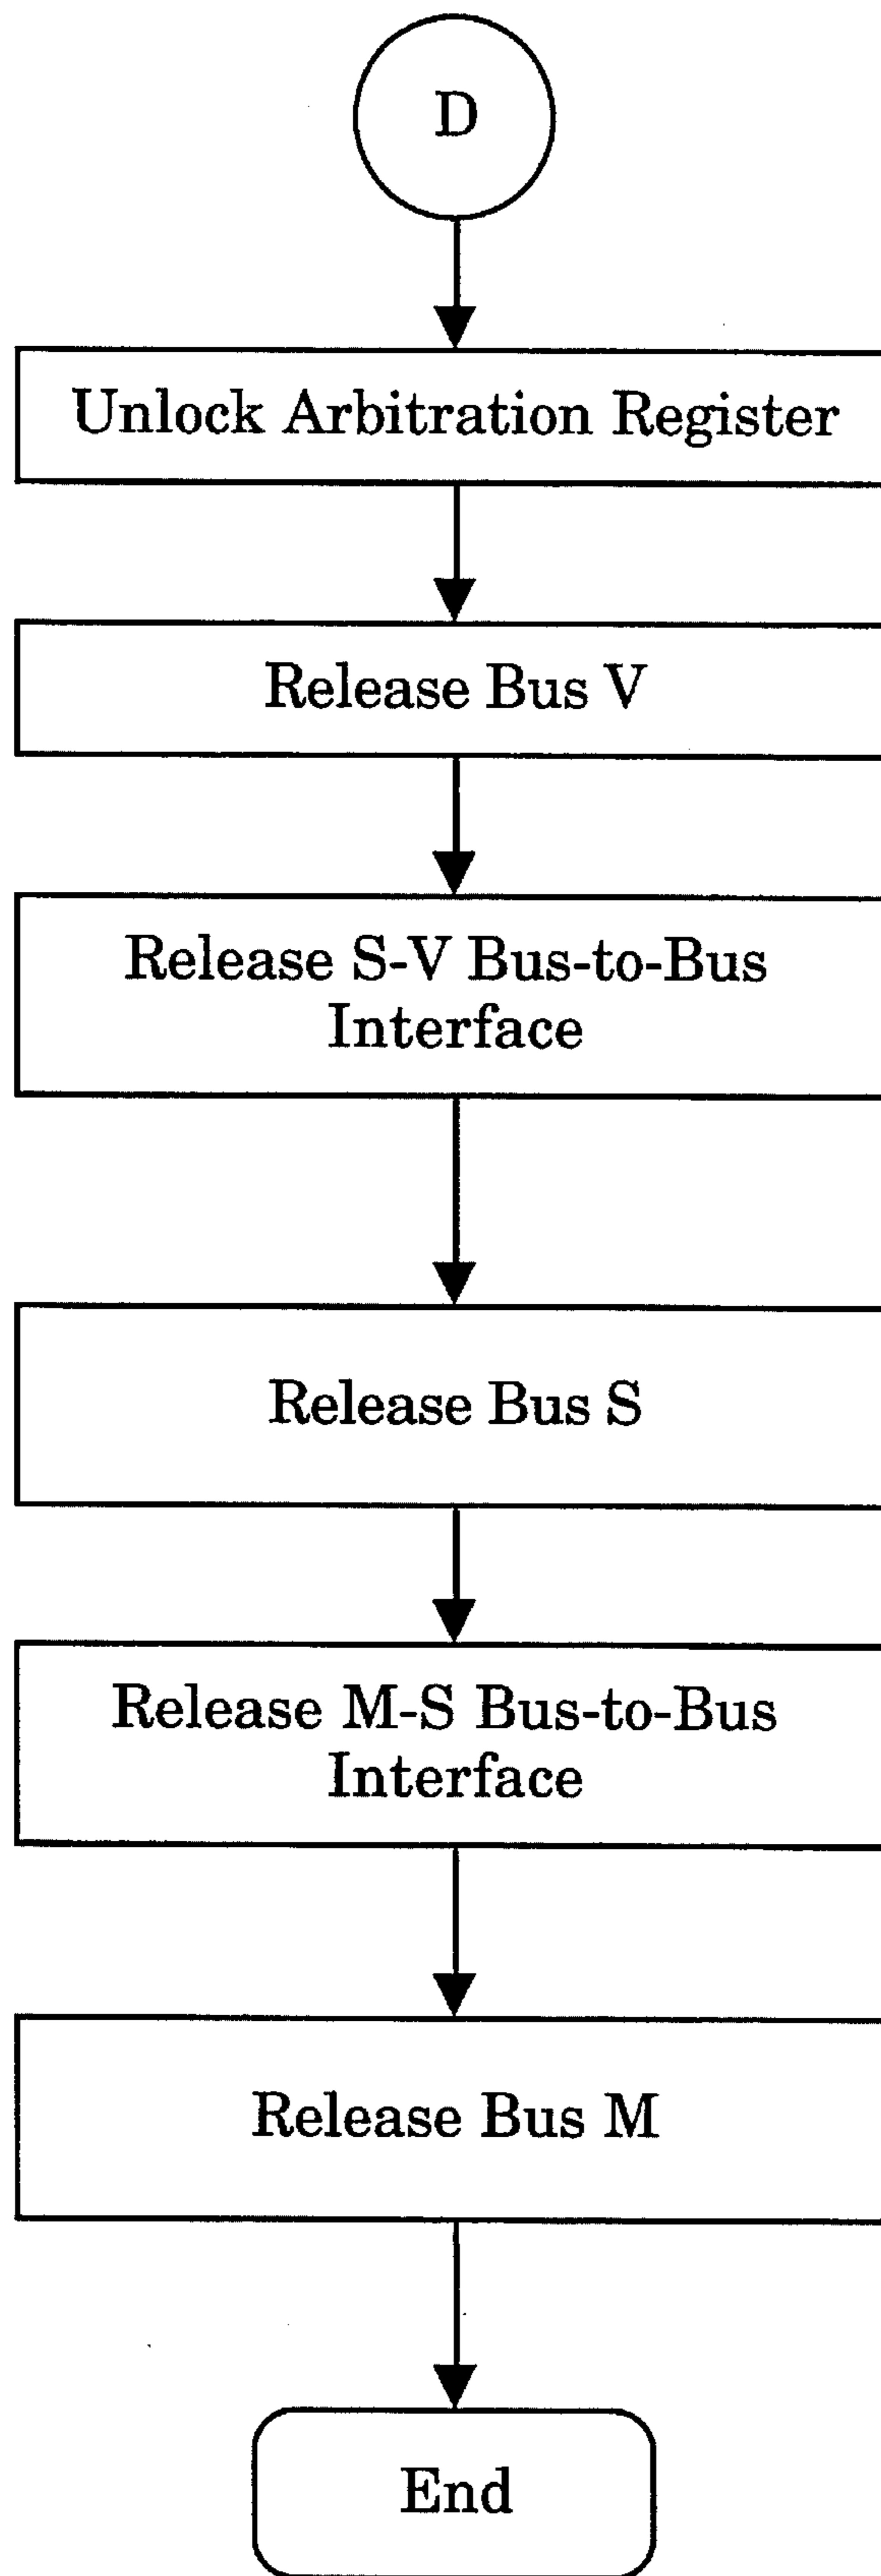 D
Unlock Arbitration Register
Release Bus V
Release S-V Bus-to-Bus
Interface
Release Bus S
Release M-S Bus-to-Bus
Interface
Release Bus M
End